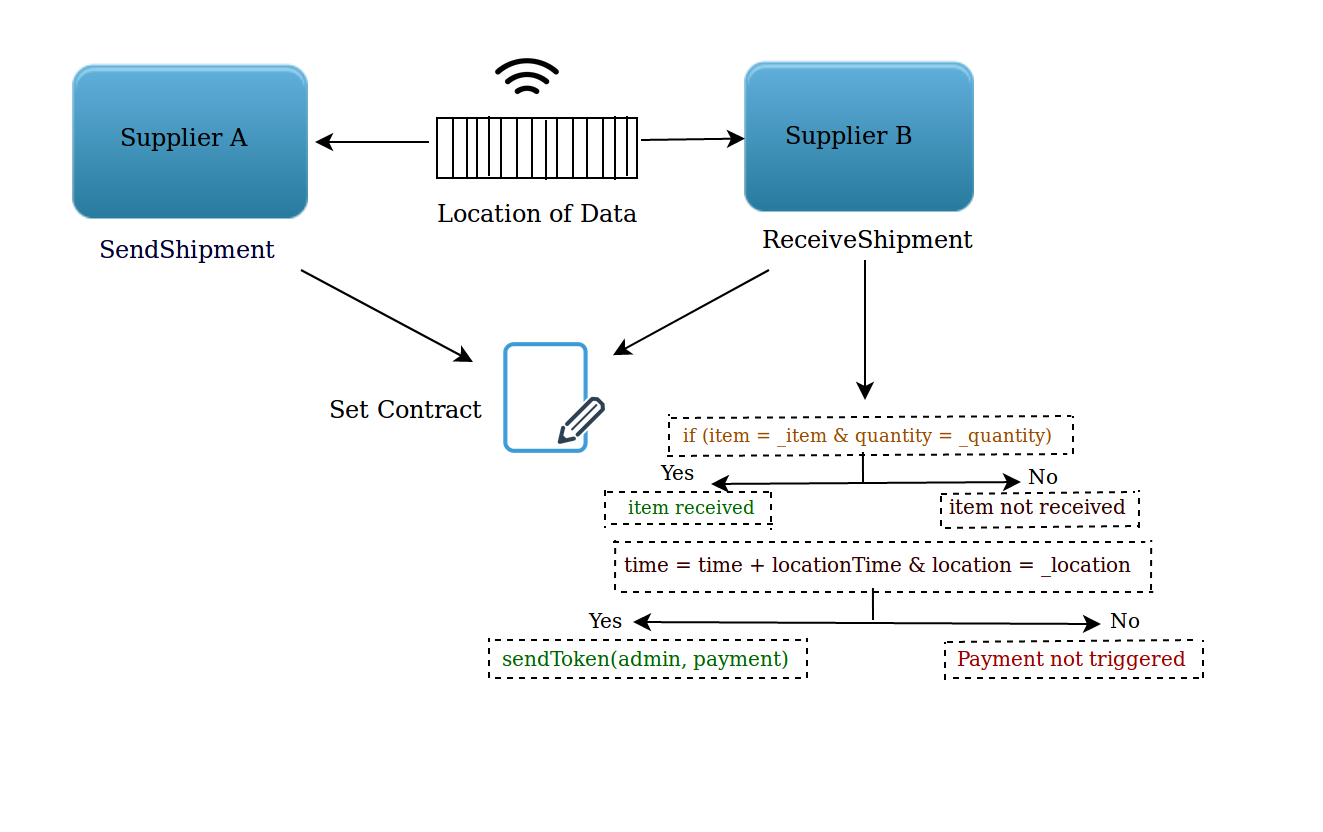 Supplier A
Supplier B
Location of Data
SendShipment
ReceiveShipment
Set Contract
if (item = _item & quantity = _quantity)
Yes
No
item received
item not received
time = time + locationTime & location = _location
Yes
No
sendToken(admin, payment)
Payment not triggered